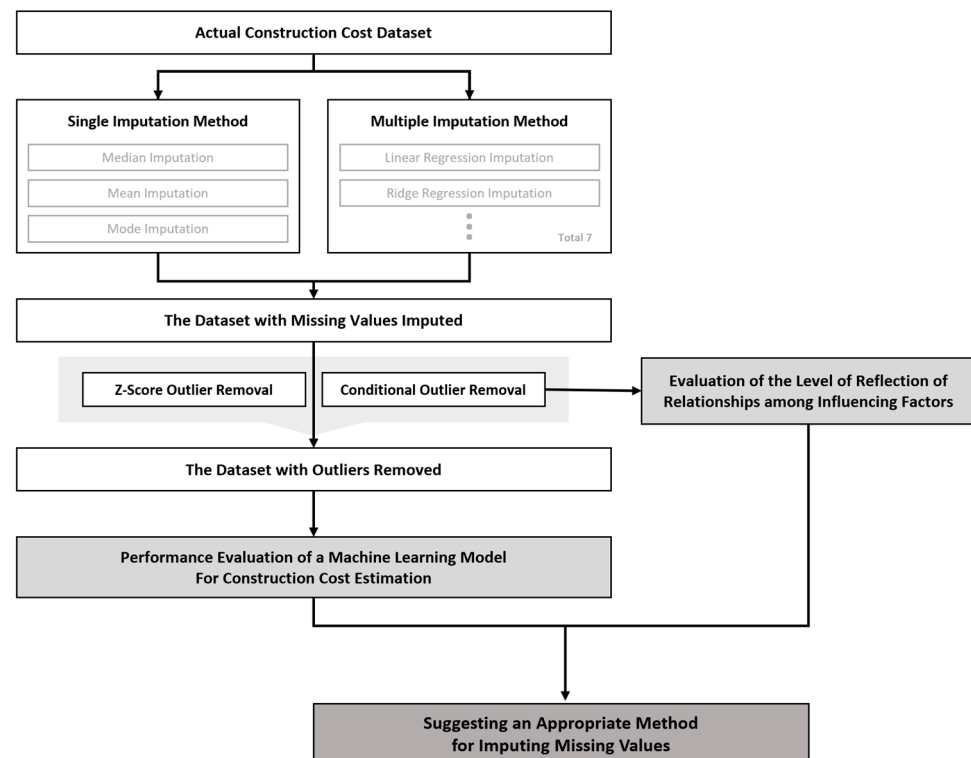 Actual Construction Cost Dataset
Single Imputation Method
Median Imputation
Mean Imputation
Mode Imputation
Multiple Imputation Method
Linear Regression Imputation
Ridge Regression Imputation
Total 7
The Dataset with Missing Values Imputed
Z-Score Outlier Removal
Conditional Outlier Removal
Evaluation of the Level of Reflection of
Relationships among Influencing Factors
The Dataset with Outliers Removed
Performance Evaluation of a Machine Learning Model
For Construction Cost Estimation
Suggesting an Appropriate Method
for Imputing Missing Values